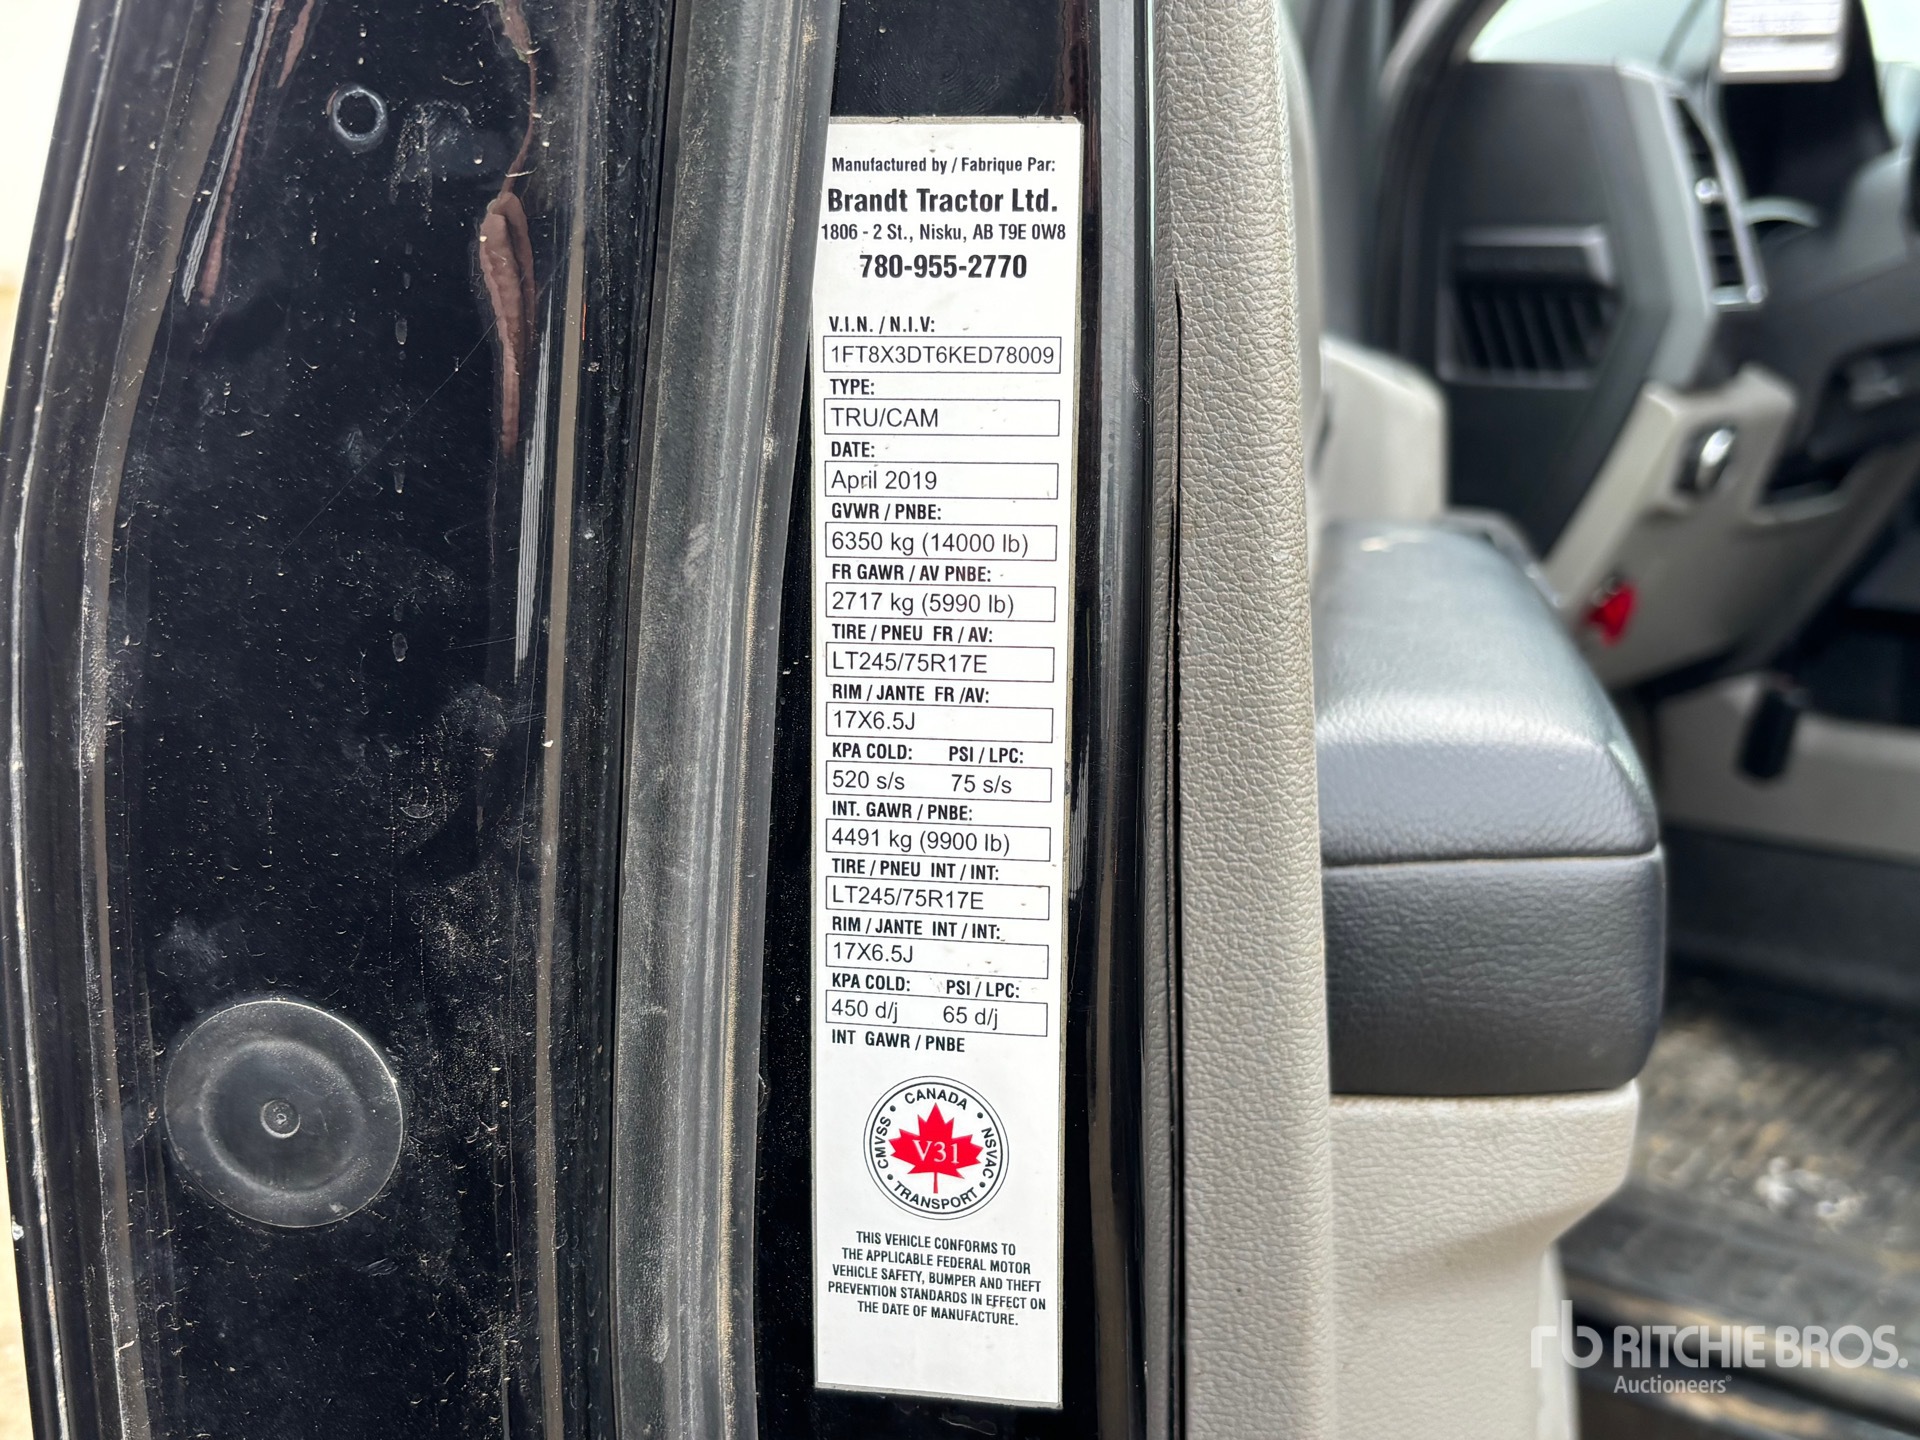 Manufactured by / Fabrique Par:
Brandt Tractor Ltd.
1806 - 2 St., Nisku, AB T9E 0W8
780-955-2770
V.I.N. / N.I.V:
1FT8X3DT6KED78009
TYPE:
TRU/CAM
DATE:
April 2019
GVWR / PNBE:
6350 kg (14000 lb)
FR GAWR / AV PNBE:
2717 kg (5990 lb)
TIRE / PNEU FR / AV:
LT245/75R17E
RIM / JANTE FR /AV:
17X6.5J
KPA COLD: PSI / LPC:
520 s/s 75 s/s
INT. GAWR / PNBE:
4491 kg (9900 lb)
TIRE / PNEU INT / INT:
LT245/75R17E
RIM / JANTE INT / INT:
17X6.5J
KPA COLD: PSI / LPC:
450 d/j 65 d/j
INT GAWR / PNBE
CANADA
CMVSS
NSVAC
V31
TRANSPORT
THIS VEHICLE CONFORMS TO
THE APPLICABLE FEDERAL MOTOR
VEHICLE SAFETY, BUMPER AND THEFT
PREVENTION STANDARDS IN EFFECT ON
THE DATE OF MANUFACTURE.
rb RITCHIE BROS.
Auctioneers